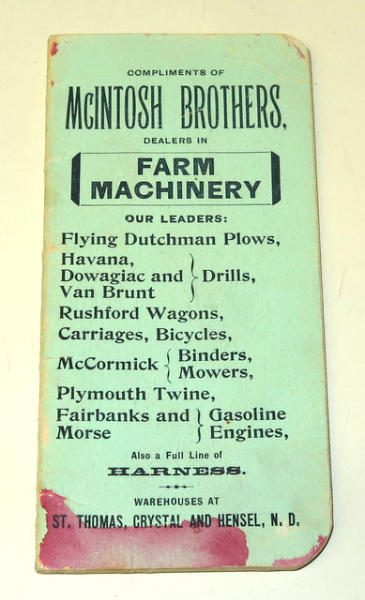 COMPLIMENTS OF
McINTOSH BROTHERS,
DEALERS IN
FARM
MACHINERY
OUR LEADERS:
Flying Dutchman Plows,
Havana,
Dowagiac and } Drills,
Van Brunt
Rushford Wagons,
Carriages, Bicycles,
McCormick { Binders,
Mowers,
Plymouth Twine,
Fairbanks and } Gasoline
Morse Engines,
Also a Full Line of
HARNESS.
WAREHOUSES AT
ST. THOMAS, CRYSTAL AND HENSEL, N. D.